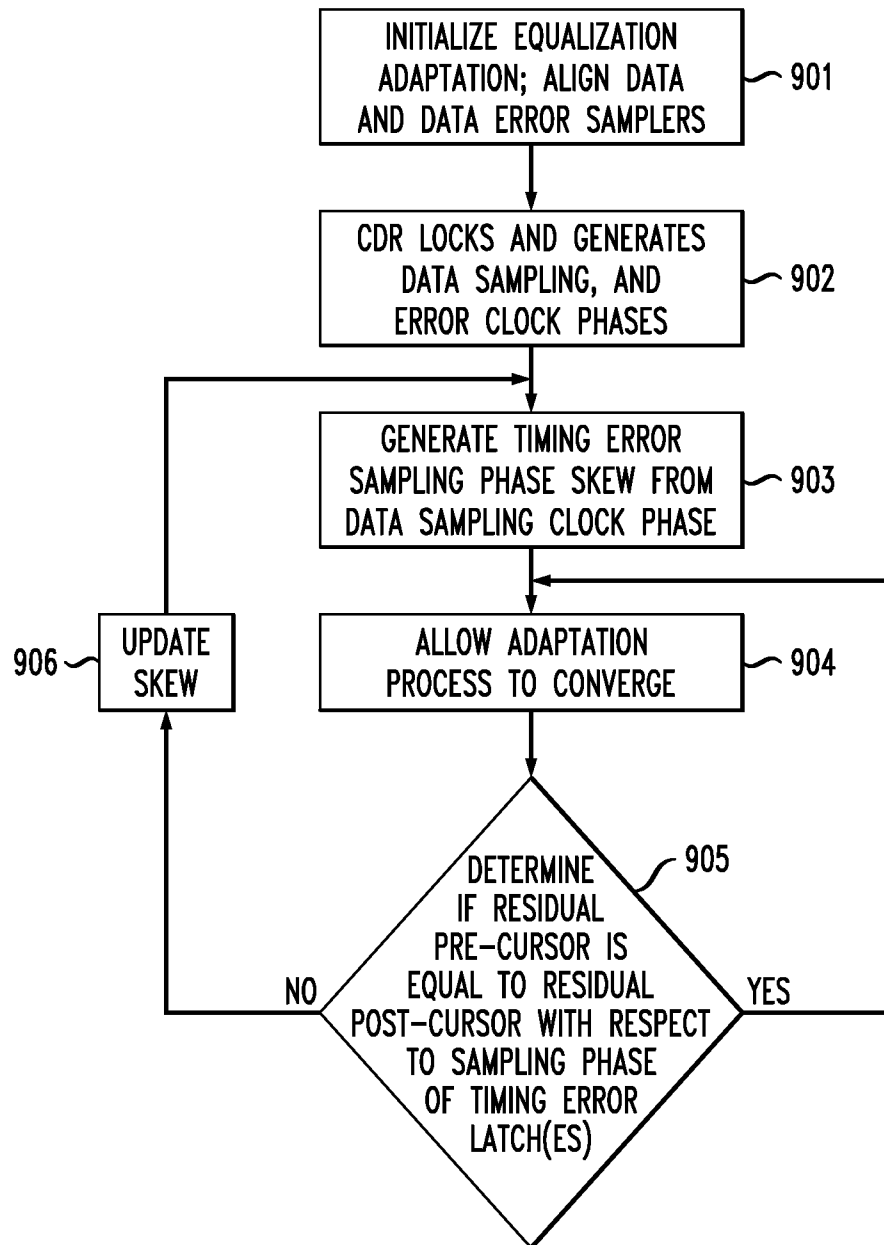 INITIALIZE EQUALIZATION
ADAPTATION; ALIGN DATA
AND DATA ERROR SAMPLERS
901
CDR LOCKS AND GENERATES
DATA SAMPLING, AND
ERROR CLOCK PHASES
902
GENERATE TIMING ERROR
SAMPLING PHASE SKEW FROM
DATA SAMPLING CLOCK PHASE
903
906
UPDATE
SKEW
ALLOW ADAPTATION
PROCESS TO CONVERGE
904
905
DETERMINE
IF RESIDUAL
PRE-CURSOR IS
EQUAL TO RESIDUAL
POST-CURSOR WITH RESPECT
TO SAMPLING PHASE
OF TIMING ERROR
LATCH(ES)
NO
YES